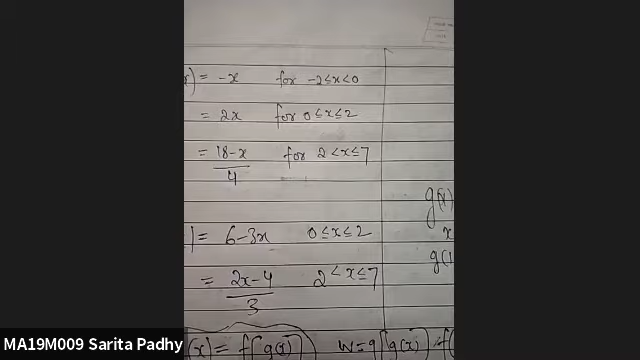 x) = -x for -2≤x<0
= 2x for 0≤x≤2
= 18-x / 4 for 2<x≤7
g(x)
) = 6-3x 0≤x≤2
x
g(1
= 2x-4 / 3 2<x≤7
(x) = f[g(x)] W = g[g(x)] f(
MA19M009 Sarita Padhy